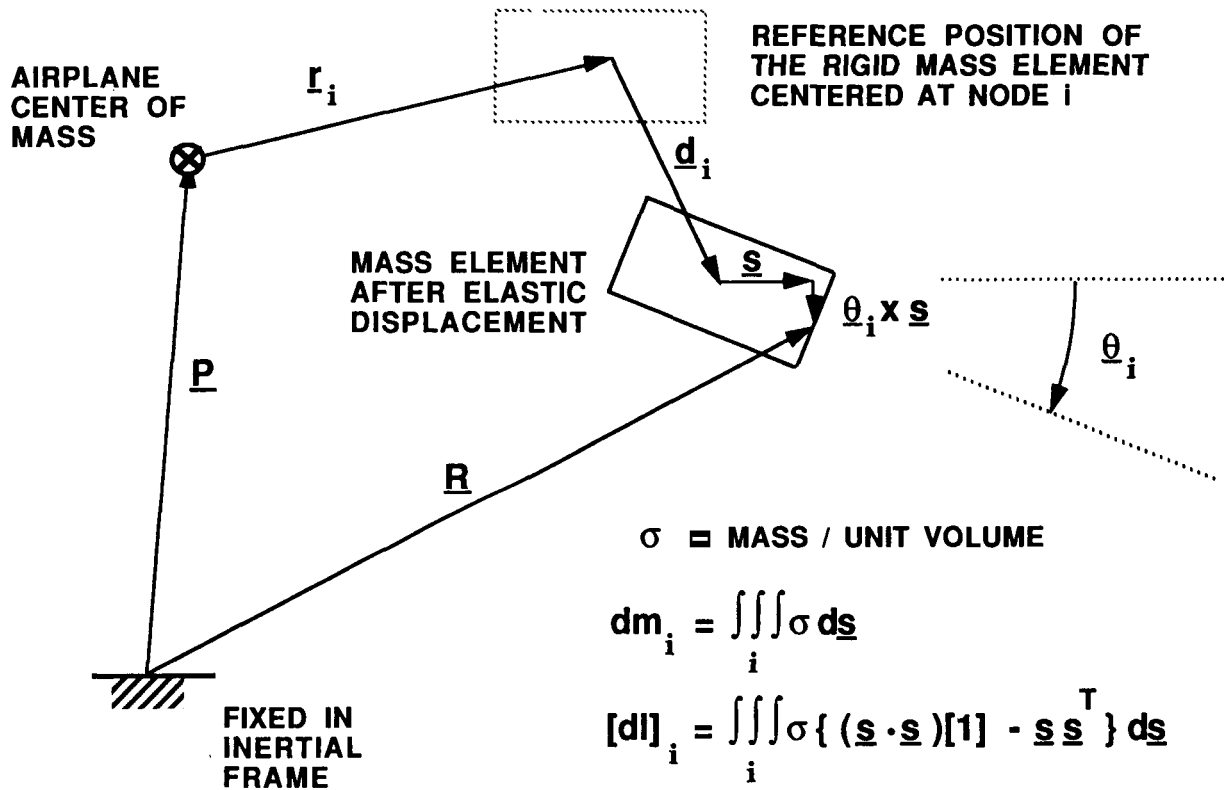 REFERENCE POSITION OF
THE RIGID MASS ELEMENT
CENTERED AT NODE i
AIRPLANE
CENTER OF
MASS
r_i
d_i
MASS ELEMENT
AFTER ELASTIC
DISPLACEMENT
s
θ_i x s
θ_i
P
R
σ = MASS / UNIT VOLUME
dm_i = ∫∫∫_i σ ds
[dI]_i = ∫∫∫_i σ { (s · s)[1] - s s^T } ds
FIXED IN
INERTIAL
FRAME